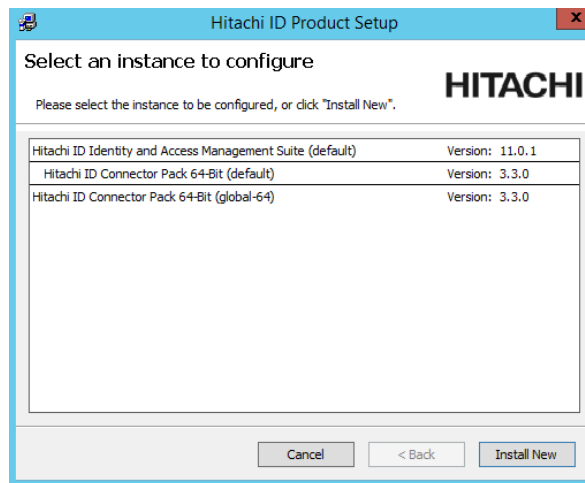 Hitachi ID Product Setup
x
Select an instance to configure
HITACHI
Please select the instance to be configured, or click "Install New".
Hitachi ID Identity and Access Management Suite (default) Version: 11.0.1
Hitachi ID Connector Pack 64-Bit (default) Version: 3.3.0
Hitachi ID Connector Pack 64-Bit (global-64) Version: 3.3.0
Cancel < Back Install New